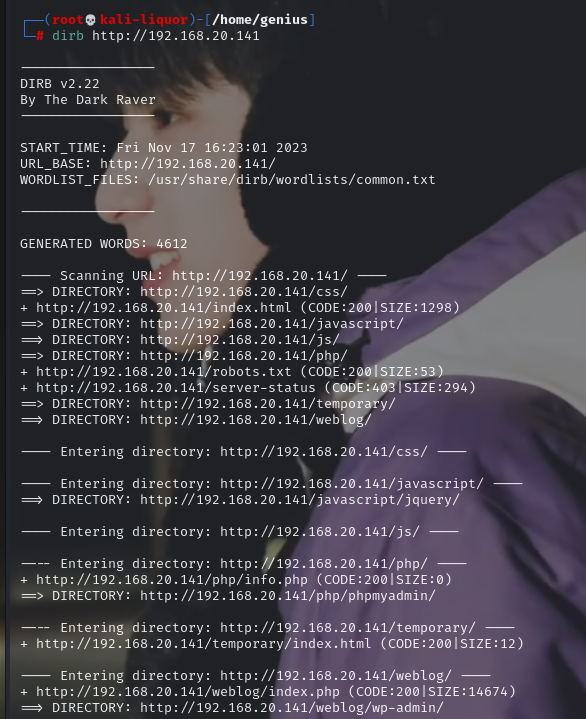 ┌──(root💀kali-liquor)-[/home/genius]
└─# dirb http://192.168.20.141
-----------------
DIRB v2.22
By The Dark Raver
-----------------
START_TIME: Fri Nov 17 16:23:01 2023
URL_BASE: http://192.168.20.141/
WORDLIST_FILES: /usr/share/dirb/wordlists/common.txt
-----------------
GENERATED WORDS: 4612
---- Scanning URL: http://192.168.20.141/ ----
==> DIRECTORY: http://192.168.20.141/css/
+ http://192.168.20.141/index.html (CODE:200|SIZE:1298)
==> DIRECTORY: http://192.168.20.141/javascript/
==> DIRECTORY: http://192.168.20.141/js/
==> DIRECTORY: http://192.168.20.141/php/
+ http://192.168.20.141/robots.txt (CODE:200|SIZE:53)
+ http://192.168.20.141/server-status (CODE:403|SIZE:294)
==> DIRECTORY: http://192.168.20.141/temporary/
==> DIRECTORY: http://192.168.20.141/weblog/
---- Entering directory: http://192.168.20.141/css/ ----
---- Entering directory: http://192.168.20.141/javascript/ ----
==> DIRECTORY: http://192.168.20.141/javascript/jquery/
---- Entering directory: http://192.168.20.141/js/ ----
---- Entering directory: http://192.168.20.141/php/ ----
+ http://192.168.20.141/php/info.php (CODE:200|SIZE:0)
==> DIRECTORY: http://192.168.20.141/php/phpmyadmin/
---- Entering directory: http://192.168.20.141/temporary/ ----
+ http://192.168.20.141/temporary/index.html (CODE:200|SIZE:12)
---- Entering directory: http://192.168.20.141/weblog/ ----
+ http://192.168.20.141/weblog/index.php (CODE:200|SIZE:14674)
==> DIRECTORY: http://192.168.20.141/weblog/wp-admin/